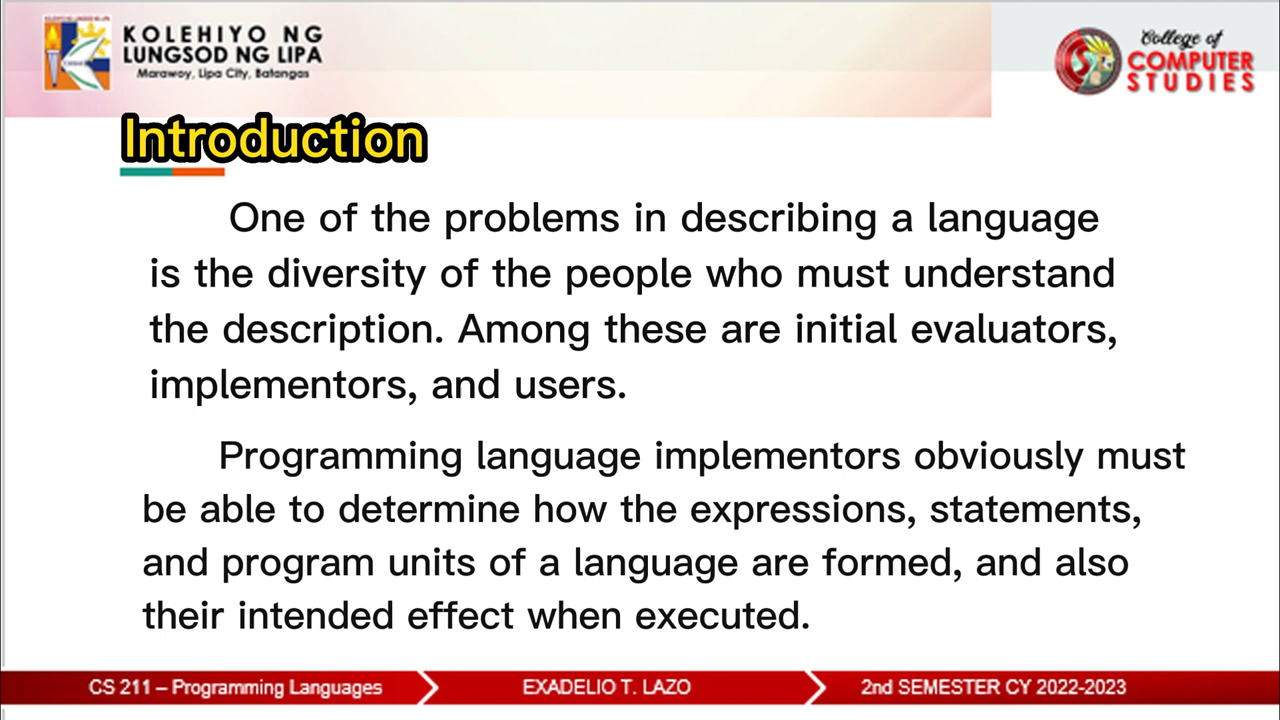 KOLEHIYO NG
LUNGSOD NG LIPA
Marawoy, Lipa City, Batangas
College of
COMPUTER
STUDIES
Introduction
One of the problems in describing a language
is the diversity of the people who must understand
the description. Among these are initial evaluators,
implementors, and users.
Programming language implementors obviously must
be able to determine how the expressions, statements,
and program units of a language are formed, and also
their intended effect when executed.
CS 211 – Programming Languages
EXADELIO T. LAZO
2nd SEMESTER CY 2022-2023